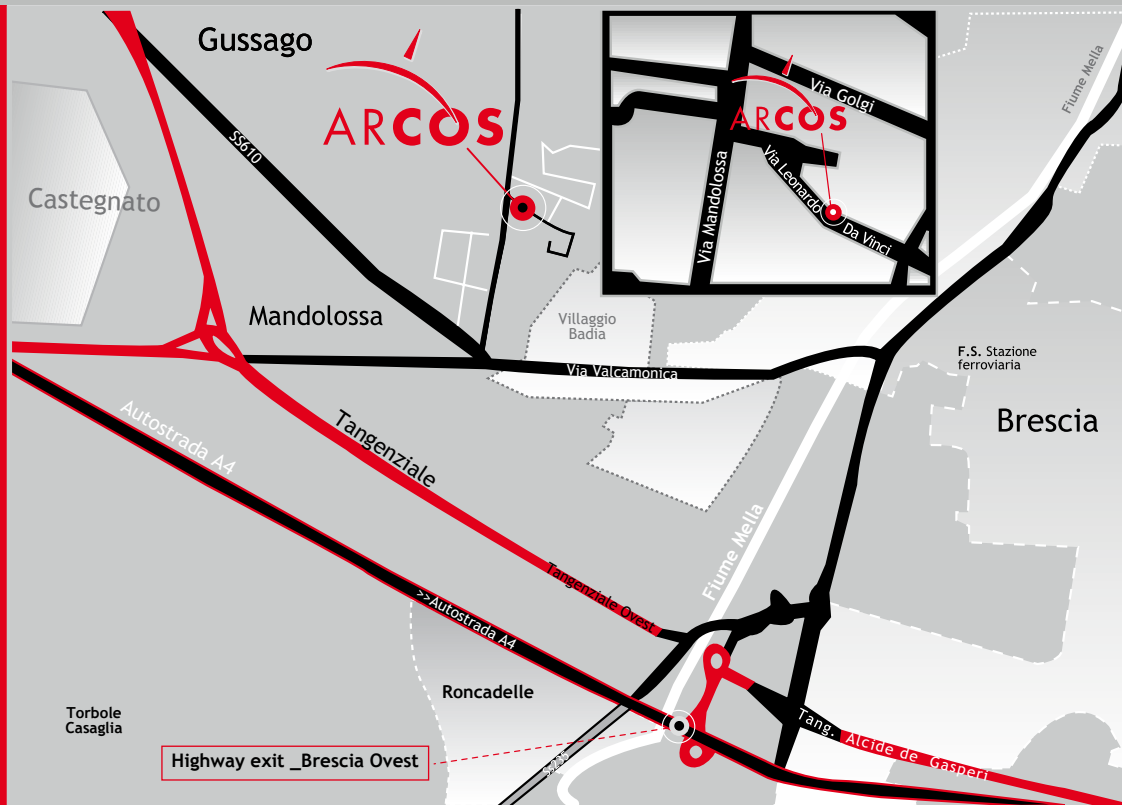 Gussago
ARCOS
SS610
Castegnato
Mandolossa
Villaggio
Badia
Via Valcamonica
Fiume Mella
Via Golgi
ARCOS
Via Leonardo
Da Vinci
Via Mandolossa
F.S. Stazione
ferroviaria
Brescia
Autostrada A4
Tangenziale
Fiume Mella
Tangenziale Ovest
>>Autostrada A4
Roncadelle
Torbole
Casaglia
Highway exit _Brescia Ovest
Tang.
Alcide de Gasperi